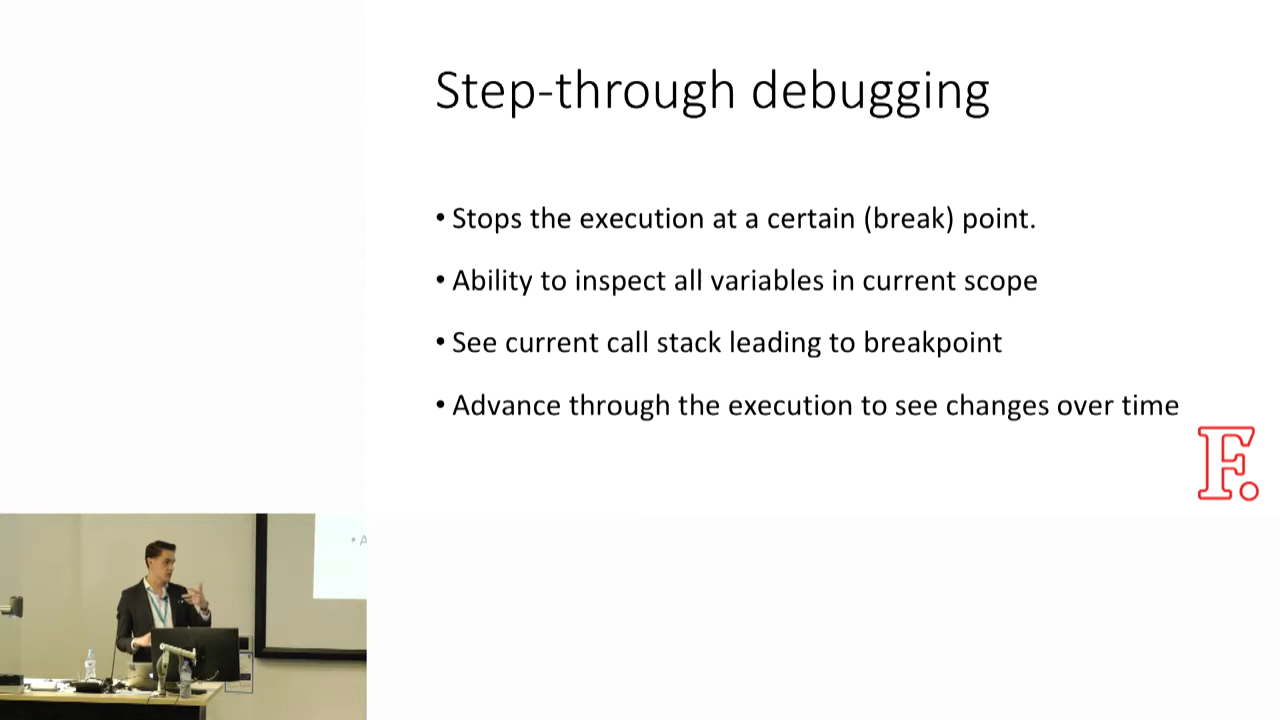 Step-through debugging
• Stops the execution at a certain (break) point.
• Ability to inspect all variables in current scope
• See current call stack leading to breakpoint
• Advance through the execution to see changes over time
F.
• A